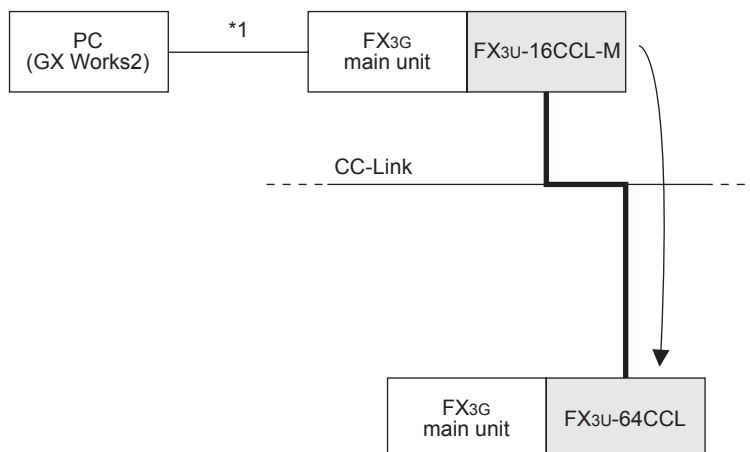 PC
(GX Works2)
*1
FX3G
main unit
FX3U-16CCL-M
CC-Link
FX3G
main unit
FX3U-64CCL